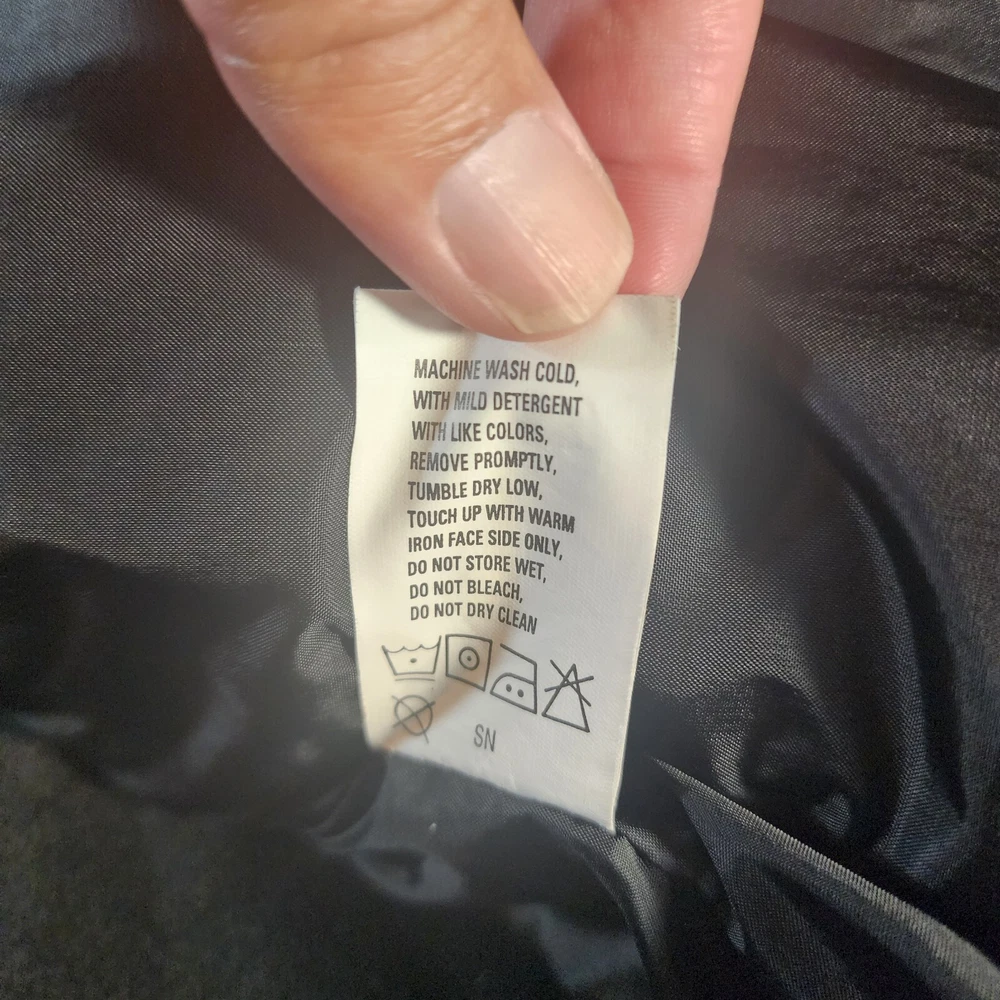 MACHINE WASH COLD,
WITH MILD DETERGENT
WITH LIKE COLORS,
REMOVE PROMPTLY,
TUMBLE DRY LOW,
TOUCH UP WITH WARM
IRON FACE SIDE ONLY,
DO NOT STORE WET,
DO NOT BLEACH,
DO NOT DRY CLEAN
SN